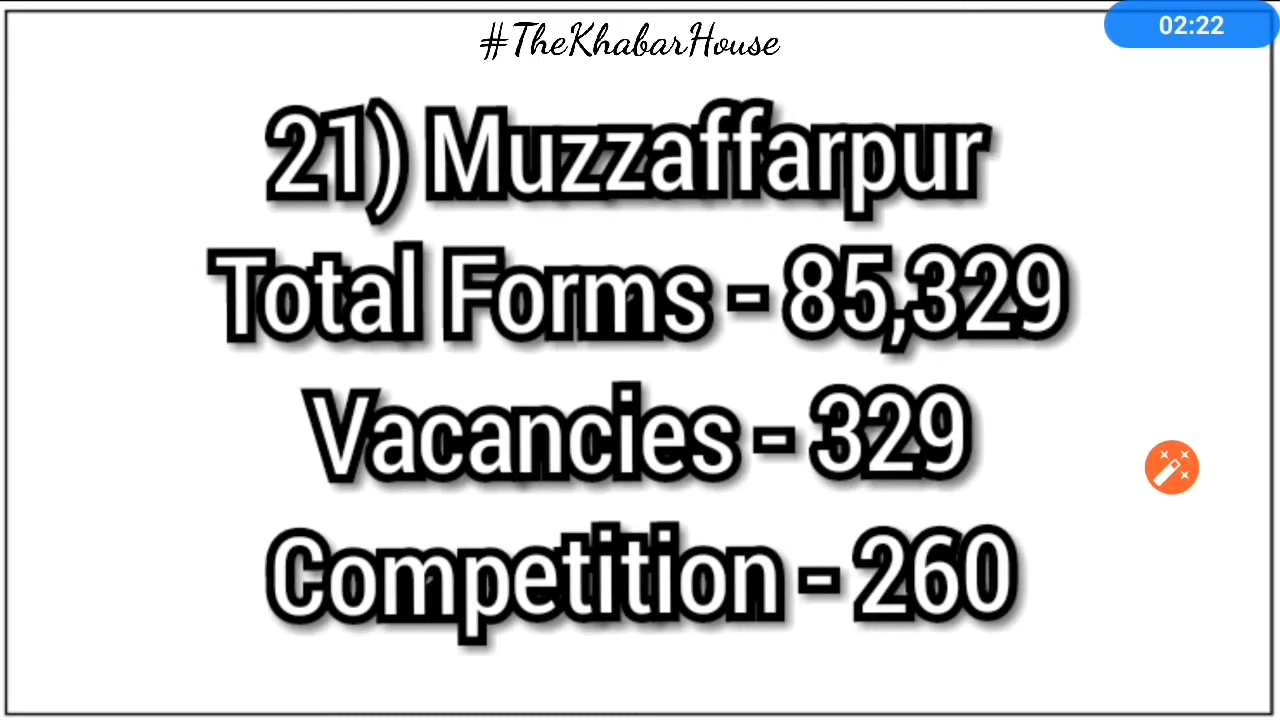 #TheKhabarHouse
02:22
21) Muzzaffarpur
Total Forms - 85,329
Vacancies - 329
Competition - 260